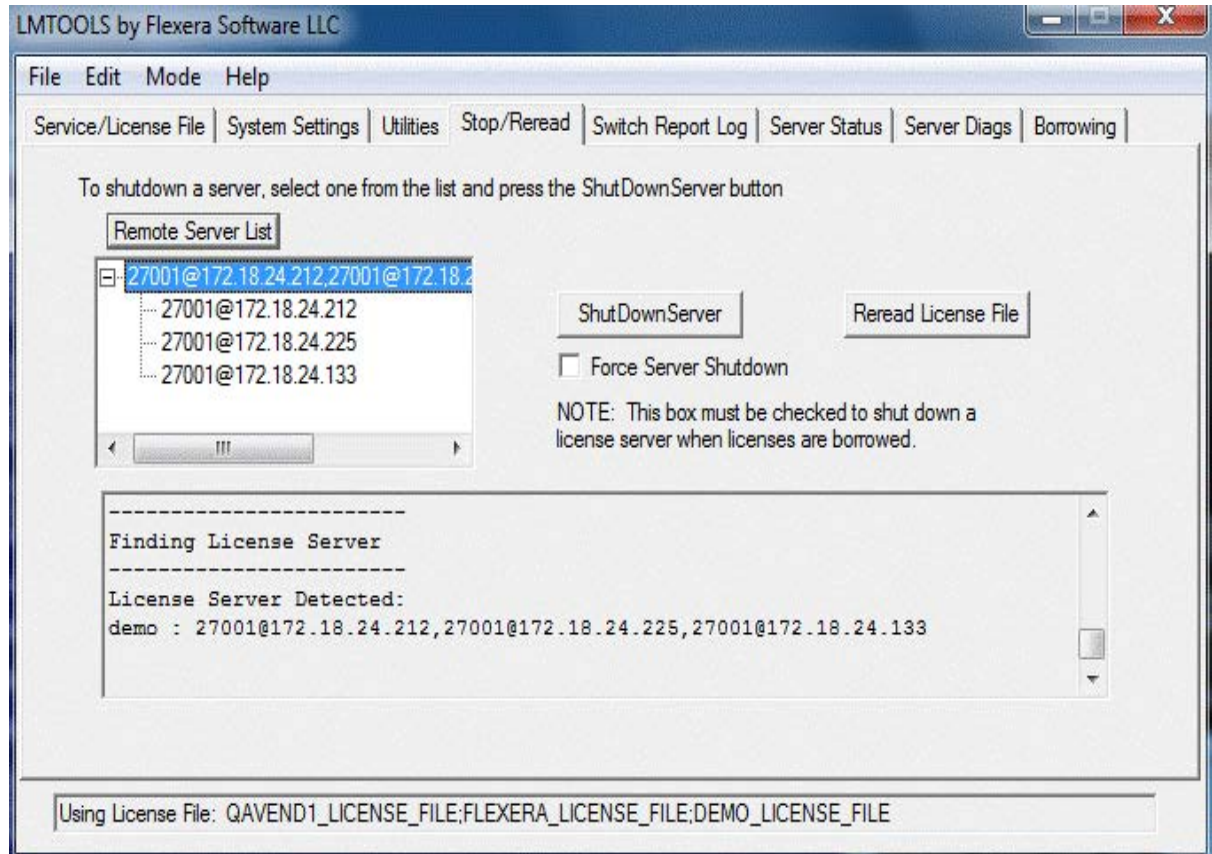 LMTOOLS by Flexera Software LLC
File Edit Mode Help
Service/License File System Settings Utilities Stop/Reread Switch Report Log Server Status Server Diags Borrowing
To shutdown a server, select one from the list and press the ShutDownServer button
Remote Server List
27001@172.18.24.212,27001@172.18.2
27001@172.18.24.212
27001@172.18.24.225
27001@172.18.24.133
ShutDownServer
Reread License File
Force Server Shutdown
NOTE: This box must be checked to shut down a
license server when licenses are borrowed.
------------------------
Finding License Server
------------------------
License Server Detected:
demo : 27001@172.18.24.212,27001@172.18.24.225,27001@172.18.24.133
Using License File: QAVEND1_LICENSE_FILE;FLEXERA_LICENSE_FILE;DEMO_LICENSE_FILE